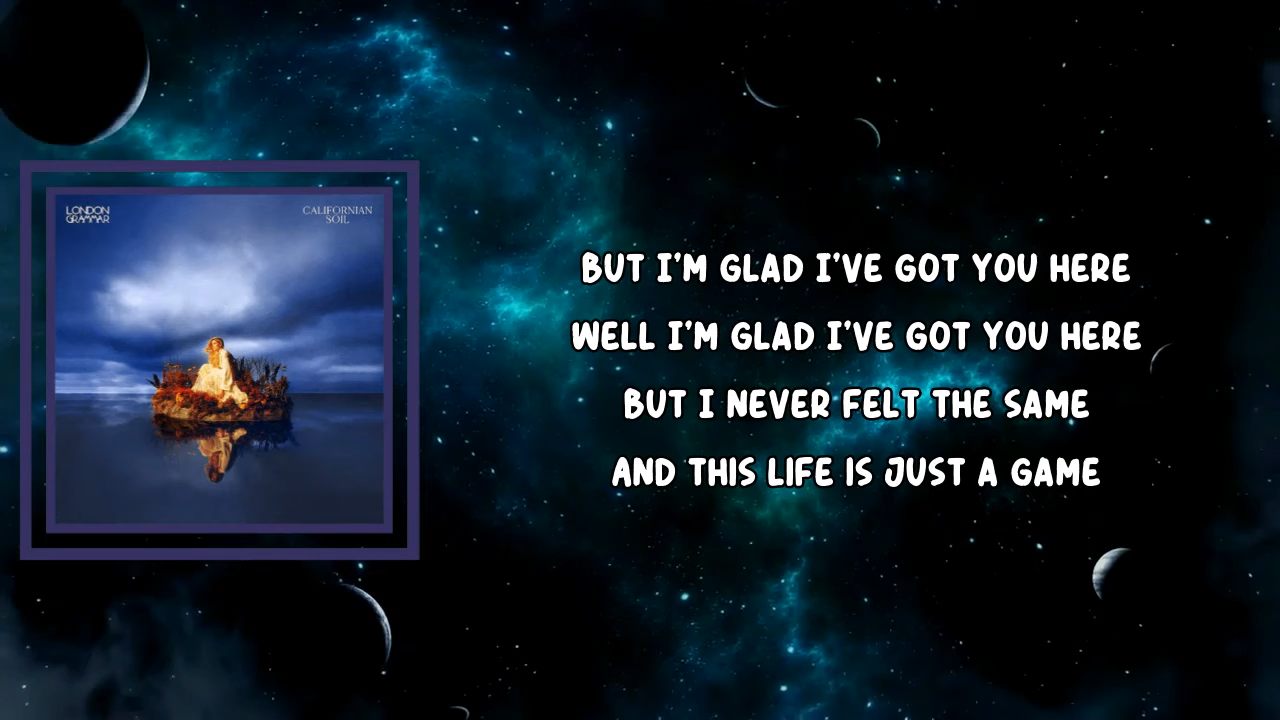 LONDON
GRAMMAR
CALIFORNIAN
SOIL
BUT I'M GLAD I'VE GOT YOU HERE
WELL I'M GLAD I'VE GOT YOU HERE
BUT I NEVER FELT THE SAME
AND THIS LIFE IS JUST A GAME